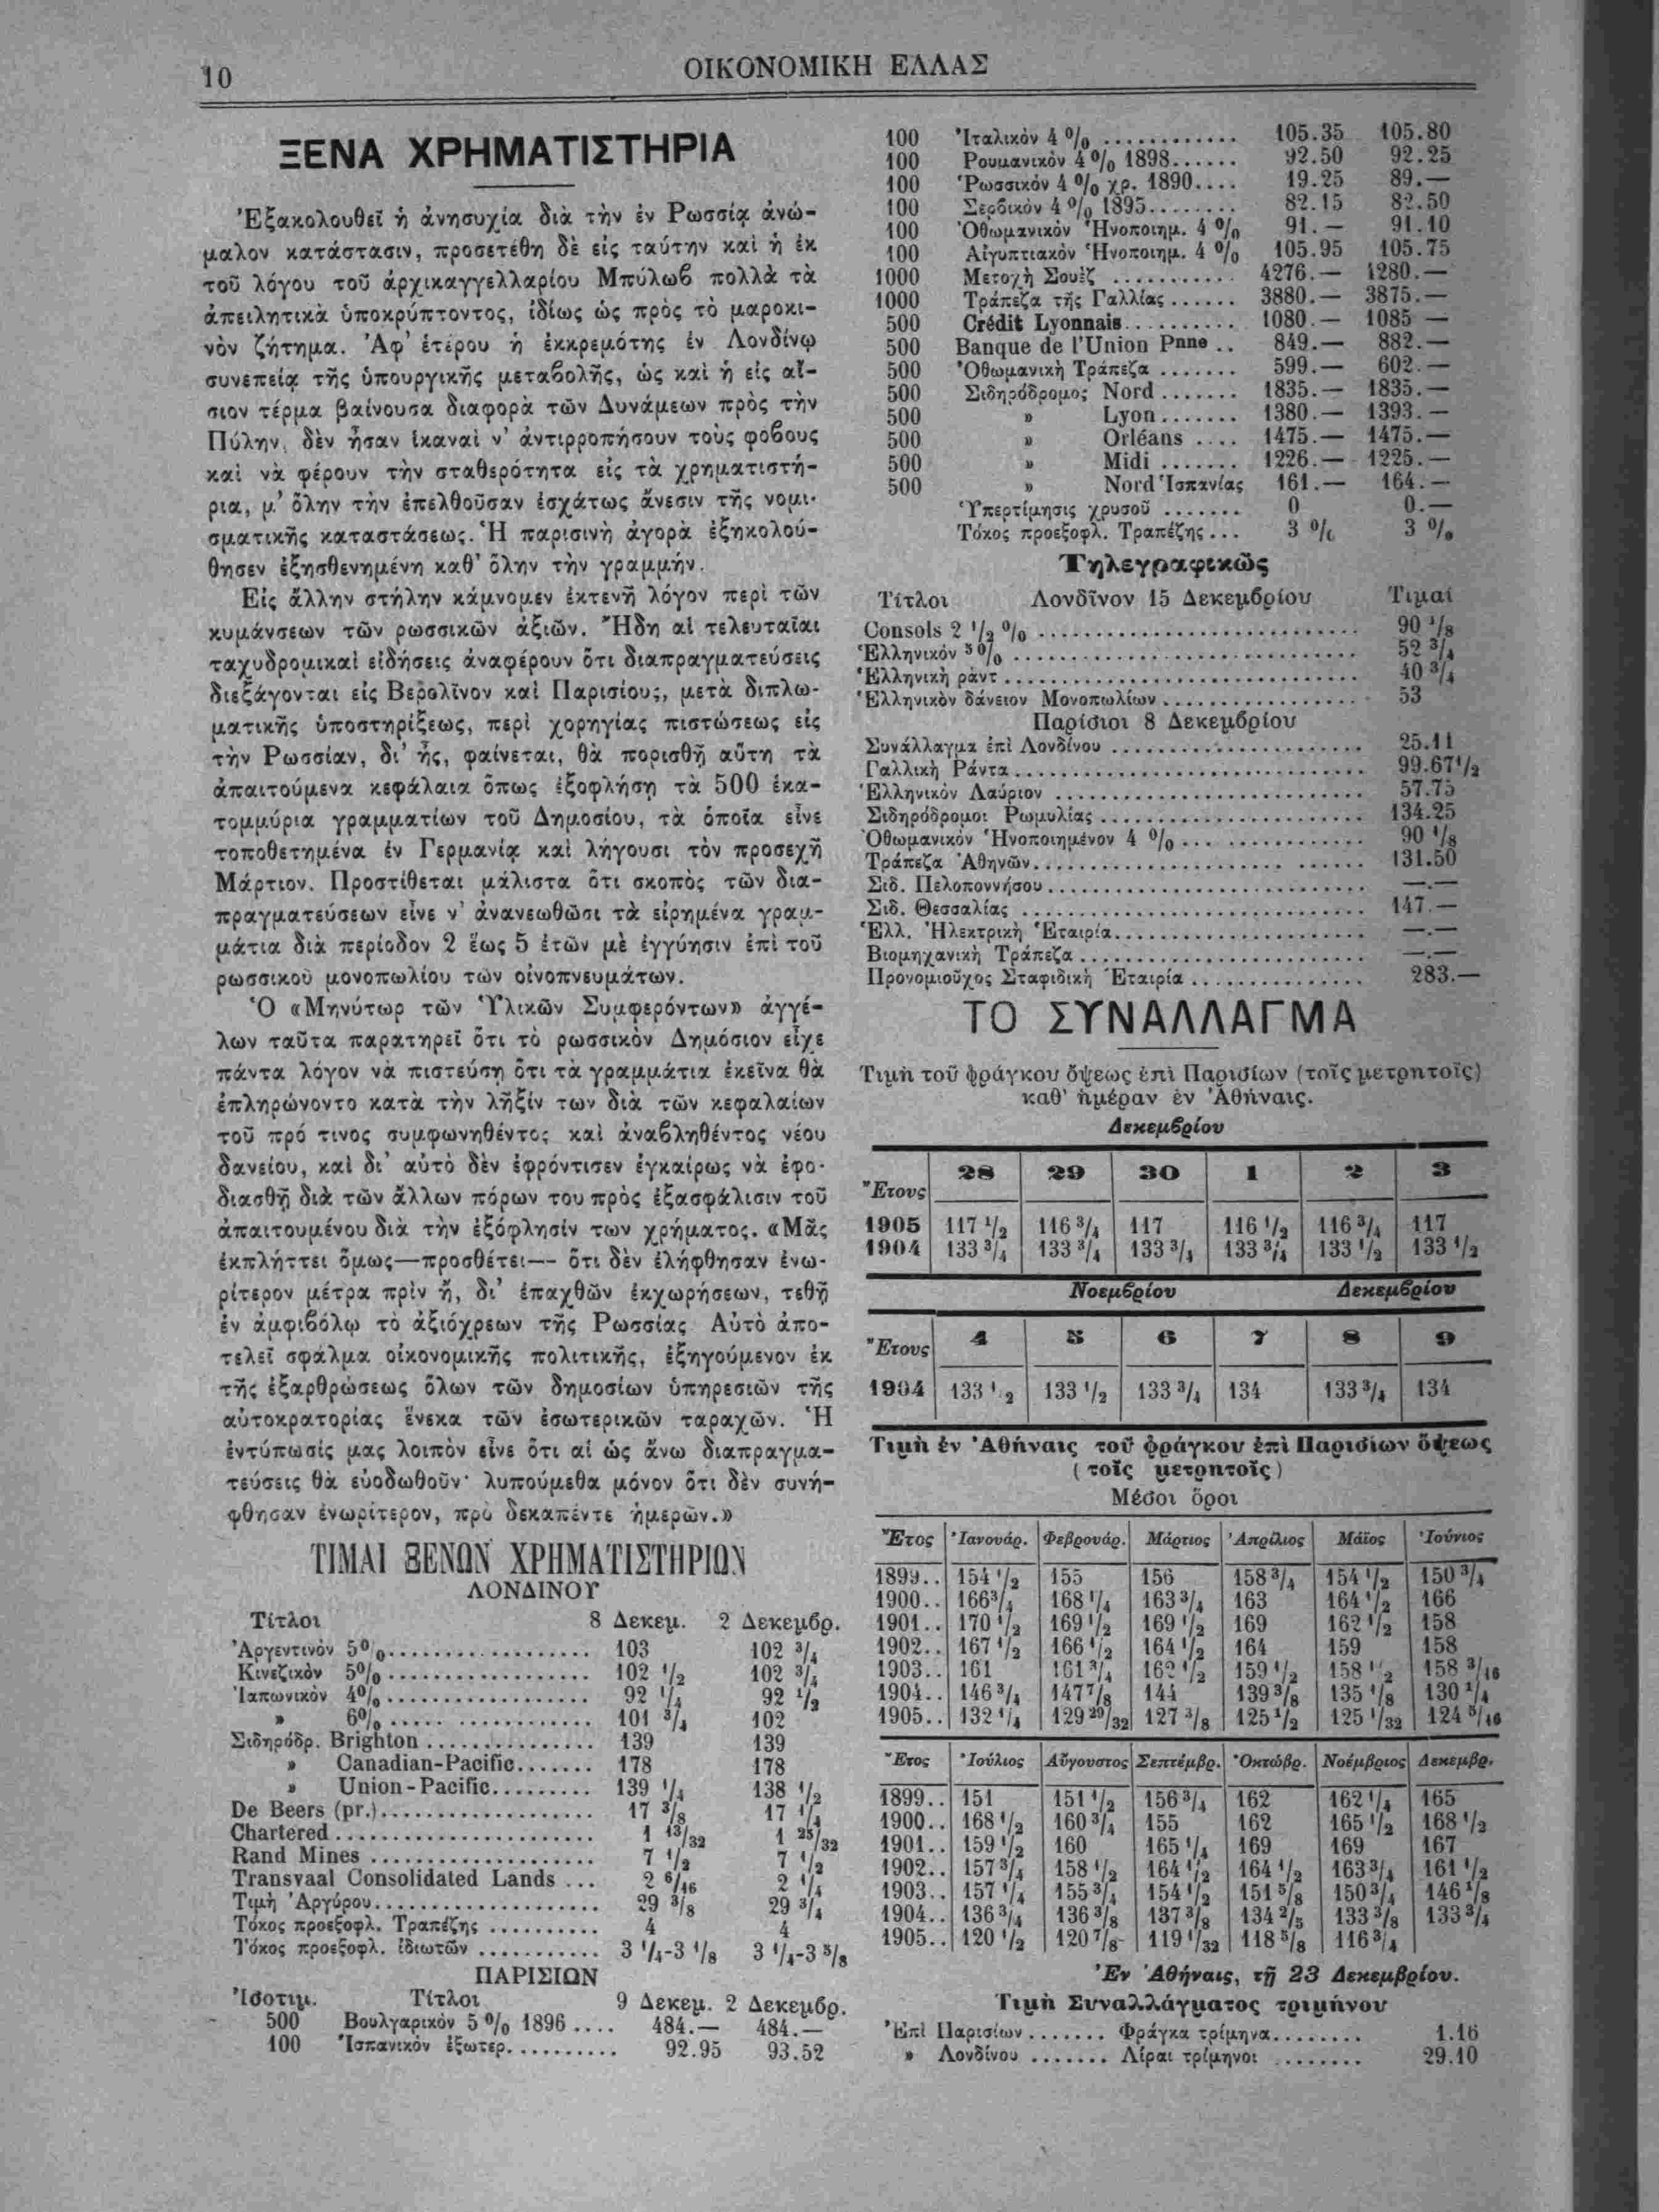 10
ΟΙΚΟΝΟΜΙΚΗ ΕΛΛΑΣ
ΞΕΝΑ ΧΡΗΜΑΤΙΣΤΗΡΙΑ
Ἐξακολουθεῖ ἡ ἀνησυχία διὰ τὴν ἐν Ρωσσίᾳ ἀνώ-
μαλον κατάστασιν, προσετέθη δὲ εἰς ταύτην καὶ ἡ ἐκ
τοῦ λόγου τοῦ ἀρχικαγγελλαρίου Μπύλωβ πολλὰ τὰ
ἀπειλητικὰ ὑποκρύπτοντος, ἰδίως ὡς πρὸς τὸ μαροκι-
νὸν ζήτημα. Ἀφ' ἑτέρου ἡ ἐκκρεμότης ἐν Λονδίνῳ
συνεπείᾳ τῆς ὑπουργικῆς μεταβολῆς, ὡς καὶ ἡ εἰς αἴ-
σιον τέρμα βαίνουσα διαφορὰ τῶν Δυνάμεων πρὸς τὴν
Πύλην, δὲν ἦσαν ἱκαναὶ ν' ἀντιρροπήσουν τοὺς φόβους
καὶ νὰ φέρουν τὴν σταθερότητα εἰς τὰ χρηματιστή-
ρια, μ' ὅλην τὴν ἐπελθοῦσαν ἐσχάτως ἄνεσιν τῆς νομι-
σματικῆς καταστάσεως. Ἡ παρισινὴ ἀγορὰ ἐξηκολού-
θησεν ἐξησθενημένη καθ' ὅλην τὴν γραμμήν.
Εἰς ἄλλην στήλην κάμνομεν ἐκτενῆ λόγον περὶ τῶν
κυμάνσεων τῶν ρωσσικῶν ἀξιῶν. Ἤδη αἱ τελευταῖαι
ταχυδρομικαὶ εἰδήσεις ἀναφέρουν ὅτι διαπραγματεύσεις
διεξάγονται εἰς Βερολῖνον καὶ Παρισίους, μετὰ διπλω-
ματικῆς ὑποστηρίξεως, περὶ χορηγίας πιστώσεως εἰς
τὴν Ρωσσίαν, δι' ἧς, φαίνεται, θὰ πορισθῇ αὕτη τὰ
ἀπαιτούμενα κεφάλαια ὅπως ἐξοφλήσῃ τὰ 500 ἑκα-
τομμύρια γραμματίων τοῦ Δημοσίου, τὰ ὁποῖα εἶνε
τοποθετημένα ἐν Γερμανίᾳ καὶ λήγουσι τὸν προσεχῆ
Μάρτιον. Προστίθεται μάλιστα ὅτι σκοπὸς τῶν δια-
πραγματεύσεων εἶνε ν' ἀνανεωθῶσι τὰ εἰρημένα γραμ-
μάτια διὰ περίοδον 2 ἕως 5 ἐτῶν μὲ ἐγγύησιν ἐπὶ τοῦ
ρωσσικοῦ μονοπωλίου τῶν οἰνοπνευμάτων.
Ὁ «Μηνύτωρ τῶν Ὑλικῶν Συμφερόντων» ἀγγέ-
λων ταῦτα παρατηρεῖ ὅτι τὸ ρωσσικὸν Δημόσιον εἶχε
πάντα λόγον νὰ πιστεύσῃ ὅτι τὰ γραμμάτια ἐκεῖνα θὰ
ἐπληρώνοντο κατὰ τὴν λῆξίν των διὰ τῶν κεφαλαίων
τοῦ πρό τινος συμφωνηθέντος καὶ ἀναβληθέντος νέου
δανείου, καὶ δι' αὐτὸ δὲν ἐφρόντισεν ἐγκαίρως νὰ ἐφο-
διασθῇ διὰ τῶν ἄλλων πόρων του πρὸς ἐξασφάλισιν τοῦ
ἀπαιτουμένου διὰ τὴν ἐξόφλησίν των χρήματος. «Μᾶς
ἐκπλήττει ὅμως—προσθέτει— ὅτι δὲν ἐλήφθησαν ἐνω-
ρίτερον μέτρα πρὶν ἤ, δι' ἐπαχθῶν ἐκχωρήσεων, τεθῇ
ἐν ἀμφιβόλῳ τὸ ἀξιόχρεων τῆς Ρωσσίας Αὐτὸ ἀπο-
τελεῖ σφάλμα οἰκονομικῆς πολιτικῆς, ἐξηγούμενον ἐκ
τῆς ἐξαρθρώσεως ὅλων τῶν δημοσίων ὑπηρεσιῶν τῆς
αὐτοκρατορίας ἕνεκα τῶν ἐσωτερικῶν ταραχῶν. Ἡ
ἐντύπωσίς μας λοιπὸν εἶνε ὅτι αἱ ὡς ἄνω διαπραγμα-
τεύσεις θὰ εὐοδωθοῦν· λυπούμεθα μόνον ὅτι δὲν συνή-
φθησαν ἐνωρίτερον, πρὸ δεκαπέντε ἡμερῶν.»
ΤΙΜΑΙ ΞΕΝΩΝ ΧΡΗΜΑΤΙΣΤΗΡΙΩΝ
ΛΟΝΔΙΝΟΥ
Τίτλοι 8 Δεκεμ. 2 Δεκεμβρ.
Ἀργεντινὸν 5%.................. 103 102 3/4
Κινεζικὸν 5%.................. 102 1/2 102 3/4
Ἰαπωνικὸν 4%.................. 92 1/4 92 1/2
» 6%.................. 101 3/4 102
Σιδηρόδρ. Brighton............... 139 139
» Canadian-Pacific....... 178 178
» Union-Pacific......... 139 1/4 138 1/2
De Beers (pr.).................. 17 3/8 17 1/4
Chartered....................... 1 13/32 1 25/32
Rand Mines .................... 7 1/2 7 1/2
Transvaal Consolidated Lands ... 2 6/16 2 1/4
Τιμὴ Ἀργύρου.................... 29 3/8 29 3/4
Τόκος προεξοφλ. Τραπέζης .......... 4 4
Τόκος προεξοφλ. ἰδιωτῶν ........... 3 1/4-3 1/8 3 1/4-3 5/8
ΠΑΡΙΣΙΩΝ
Ἰσοτιμ. Τίτλοι 9 Δεκεμ. 2 Δεκεμβρ.
500 Βουλγαρικὸν 5% 1896 .... 484.— 484.—
100 Ἱσπανικὸν ἐξωτερ.......... 92.95 93.52
100 Ἰταλικὸν 4% ............ 105.35 105.80
100 Ρουμανικὸν 4% 1898...... 92.50 92.25
100 Ῥωσσικὸν 4% χρ. 1890.... 19.25 89.—
100 Σερβικὸν 4% 1895........ 82.15 82.50
100 Ὀθωμανικὸν Ἡνοποιημ. 4% 91.— 91.10
100 Αἰγυπτιακὸν Ἡνοποιημ. 4% 105.95 105.75
1000 Μετοχὴ Σουὲζ ........... 4276.— 4280.—
1000 Τράπεζα τῆς Γαλλίας...... 3880.— 3875.—
500 Crédit Lyonnais.......... 1080.— 1085 —
500 Banque de l'Union Pnne .. 849.— 882.—
500 Ὀθωμανικὴ Τράπεζα ....... 599.— 602.—
500 Σιδηρόδρομος Nord....... 1835.— 1835.—
500 » Lyon....... 1380.— 1393.—
500 » Orléans .... 1475.— 1475.—
500 » Midi ....... 1226.— 1225.—
500 » Nord Ἱσπανίας 161.— 164.—
Ὑπερτίμησις χρυσοῦ ....... 0 0.—
Τόκος προεξοφλ. Τραπέζης... 3 % 3 %
Τηλεγραφικῶς
Τίτλοι Λονδῖνον 15 Δεκεμβρίου Τιμαί
Consols 2 1/2 % ............................ 90 1/8
Ἑλληνικὸν 5% ............................ 52 3/4
Ἑλληνικὴ ρὰντ ............................ 40 3/4
Ἑλληνικὸν δάνειον Μονοπωλίων................ 53
Παρίσιοι 8 Δεκεμβρίου
Συνάλλαγμα ἐπὶ Λονδίνου .................... 25.11
Γαλλικὴ Ράντα............................ 99.67 1/2
Ἑλληνικὸν Λαύριον ........................ 57.75
Σιδηρόδρομοι Ρωμυλίας ..................... 134.25
Ὀθωμανικὸν Ἡνοποιημένον 4 %............... 90 1/8
Τράπεζα Ἀθηνῶν........................... 131.50
Σιδ. Πελοποννήσου.......................... —.—
Σιδ. Θεσσαλίας ............................ 147.—
Ἑλλ. Ἠλεκτρικὴ Ἑταιρία..................... —.—
Βιομηχανικὴ Τράπεζα........................ —.—
Προνομιοῦχος Σταφιδικὴ Ἑταιρία .............. 283.—
ΤΟ ΣΥΝΑΛΛΑΓΜΑ
Τιμὴ τοῦ φράγκου ὄψεως ἐπὶ Παρισίων (τοῖς μετρητοῖς)
καθ' ἡμέραν ἐν Ἀθήναις.
Δεκεμβρίου
Ἔτους 28 29 30 1 2 3
1905 117 1/2 116 3/4 117 116 1/2 116 3/4 117
1904 133 3/4 133 3/4 133 3/4 133 3/4 133 1/2 133 1/2
Νοεμβρίου Δεκεμβρίου
Ἔτους 4 5 6 7 8 9
1904 133 1/2 133 1/2 133 3/4 134 133 3/4 134
Τιμὴ ἐν Ἀθήναις τοῦ φράγκου ἐπὶ Παρισίων ὄψεως
(τοῖς μετρητοῖς)
Μέσοι ὅροι
Ἔτος Ἰανουάρ. Φεβρουάρ. Μάρτιος Ἀπρίλιος Μάϊος Ἰούνιος
1899.. 154 1/2 155 156 158 3/4 154 1/2 150 3/4
1900.. 166 3/4 168 1/4 163 3/4 163 164 1/2 166
1901.. 170 1/2 169 1/2 169 1/2 169 162 1/2 158
1902.. 167 1/2 166 1/2 164 1/2 164 159 158
1903.. 161 161 3/4 162 1/2 159 1/2 158 1/2 158 3/16
1904.. 146 3/4 147 7/8 144 139 3/8 135 1/8 130 1/4
1905.. 132 1/4 129 29/32 127 3/8 125 1/2 125 1/32 124 5/16
Ἔτος Ἰούλιος Αὔγουστος Σεπτέμβρ. Ὀκτώβρ. Νοέμβριος Δεκεμβρ.
1899.. 151 151 1/2 156 3/4 162 162 1/4 165
1900.. 168 1/2 160 3/4 155 162 165 1/2 168 1/2
1901.. 159 1/2 160 165 1/4 169 169 167
1902.. 157 3/4 158 1/2 164 1/2 164 1/2 163 3/4 161 1/2
1903.. 157 1/4 155 3/4 154 1/2 151 5/8 150 3/4 146 1/8
1904.. 136 3/4 136 3/8 137 3/8 134 2/5 133 3/8 133 3/4
1905.. 120 1/2 120 7/8 119 1/32 118 5/8 116 3/4
Ἐν Ἀθήναις, τῇ 23 Δεκεμβρίου.
Τιμὴ Συναλλάγματος τριμήνου
Ἐπὶ Παρισίων....... Φράγκα τρίμηνα........ 1.16
» Λονδίνου ....... Λίραι τρίμηνοι ....... 29.10